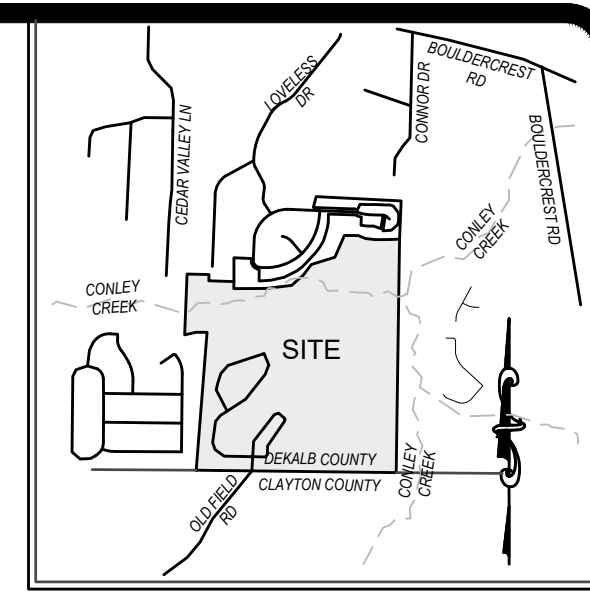 BOULDERCREST
RD
LOVELESS
DR
CONNOR DR
CEDAR VALLEY LN
BOULDERCREST RD
CONLEY
CREEK
CONLEY
CREEK
SITE
DEKALB COUNTY
CLAYTON COUNTY
CONLEY
CREEK
OLD FIELD
RD